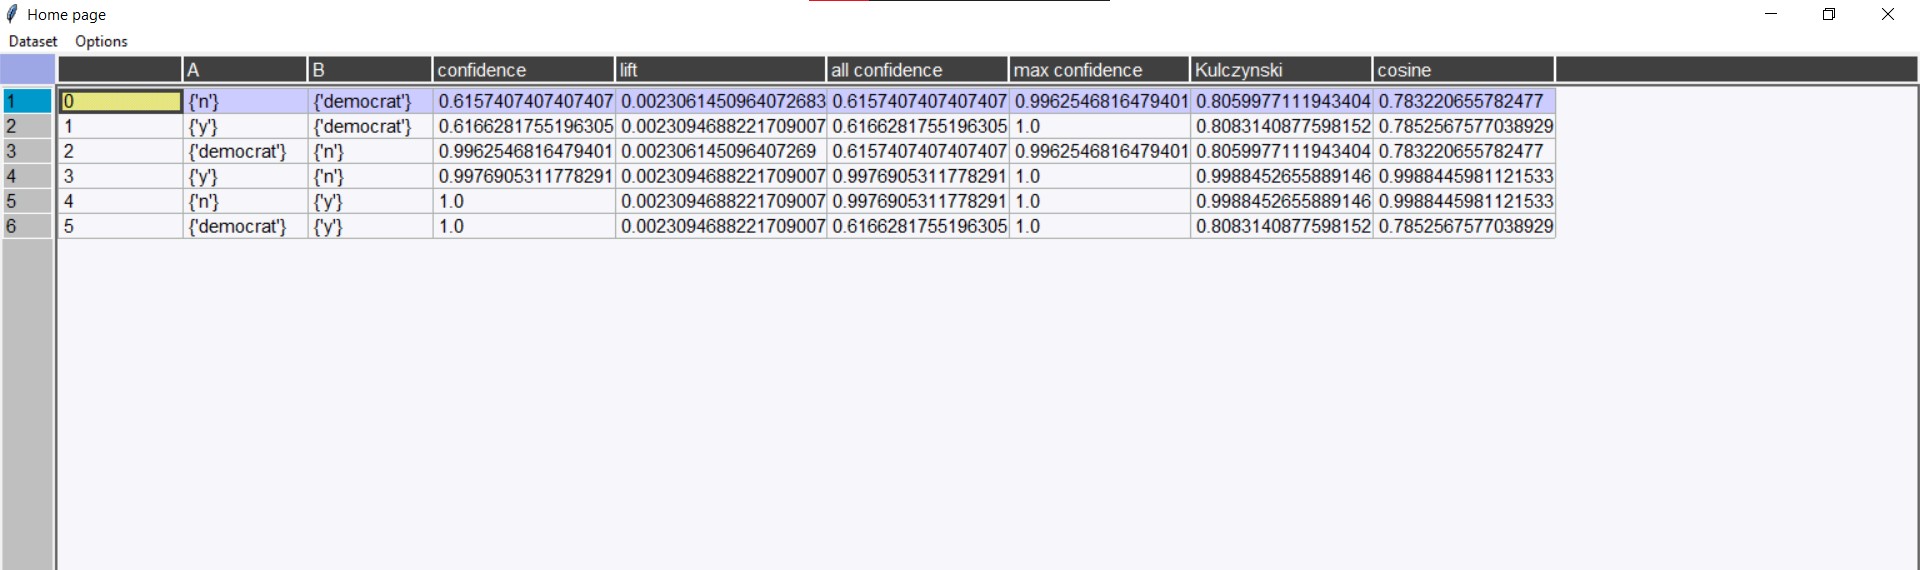 Home page
Dataset Options
A B confidence lift all confidence max confidence Kulczynski cosine
1 0 {'n'} {'democrat'} 0.6157407407407407 0.0023061450964072683 0.6157407407407407 0.9962546816479401 0.8059977111943404 0.783220655782477
2 1 {'y'} {'democrat'} 0.6166281755196305 0.0023094688221709007 0.6166281755196305 1.0 0.8083140877598152 0.7852567577038929
3 2 {'democrat'} {'n'} 0.9962546816479401 0.002306145096407269 0.6157407407407407 0.9962546816479401 0.8059977111943404 0.783220655782477
4 3 {'y'} {'n'} 0.9976905311778291 0.0023094688221709007 0.9976905311778291 1.0 0.9988452655889146 0.9988445981121533
5 4 {'n'} {'y'} 1.0 0.0023094688221709007 0.9976905311778291 1.0 0.9988452655889146 0.9988445981121533
6 5 {'democrat'} {'y'} 1.0 0.0023094688221709007 0.6166281755196305 1.0 0.8083140877598152 0.7852567577038929